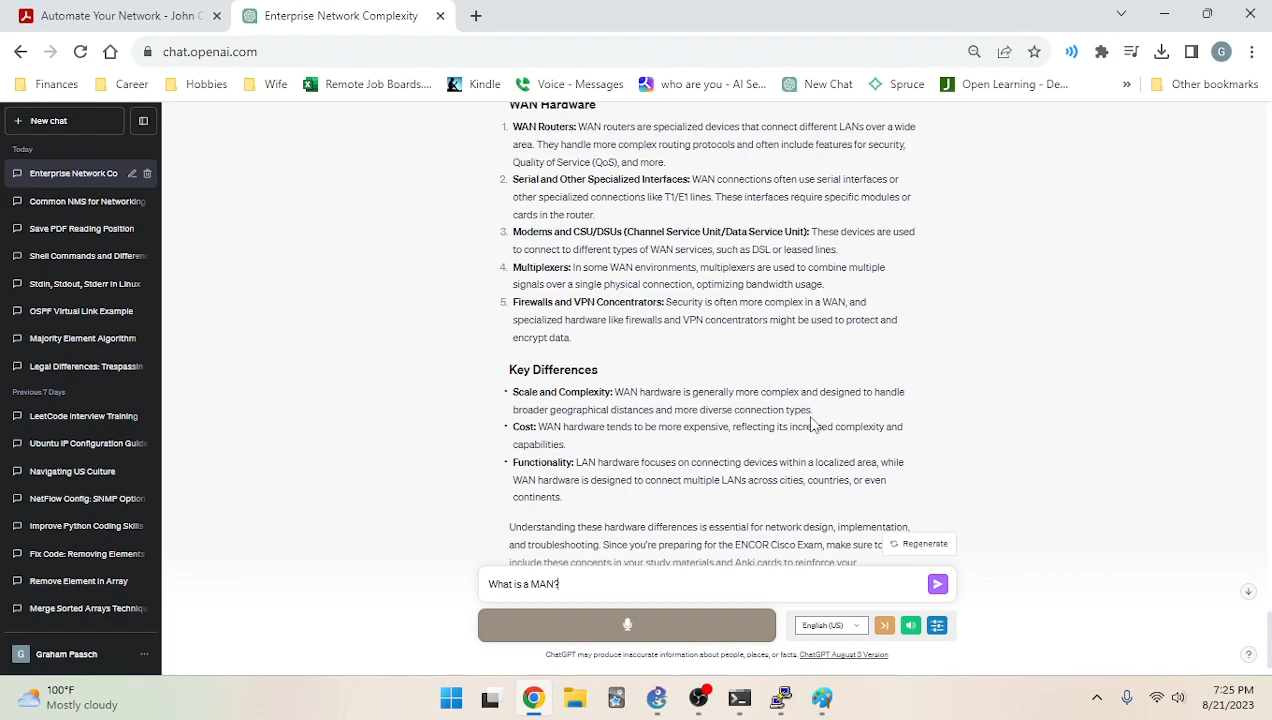 Automate Your Network - John C
Enterprise Network Complexity
chat.openai.com
G
Finances
Career
Hobbies
Wife
Remote Job Boards....
Kindle
Voice - Messages
who are you - AI Se...
New Chat
Spruce
Open Learning - De...
»
Other bookmarks
New chat
Today
Enterprise Network Co
Common NMS for Networking
Save PDF Reading Position
Shell Commands and Differenc
Stdin, Stdout, Stderr in Linux
OSPF Virtual Link Example
Majority Element Algorithm
Legal Differences: Trespassin
Previous 7 Days
LeetCode Interview Training
Ubuntu IP Configuration Guide
Navigating US Culture
NetFlow Config: SNMP Option
Improve Python Coding Skills
Fix Code: Removing Elements
Remove Element in Array
Merged Sorted Arrays Techniqu
G
Graham Paasch
WAN Hardware
1. WAN Routers: WAN routers are specialized devices that connect different LANs over a wide
area. They handle more complex routing protocols and often include features for security,
Quality of Service (QoS), and more.
2. Serial and Other Specialized Interfaces: WAN connections often use serial interfaces or
other specialized connections like T1/E1 lines. These interfaces require specific modules or
cards in the router.
3. Modems and CSU/DSUs (Channel Service Unit/Data Service Unit): These devices are used
to connect to different types of WAN services, such as DSL or leased lines.
4. Multiplexers: In some WAN environments, multiplexers are used to combine multiple
signals over a single physical connection, optimizing bandwidth usage.
5. Firewalls and VPN Concentrators: Security is often more complex in a WAN, and
specialized hardware like firewalls and VPN concentrators might be used to protect and
encrypt data.
Key Differences
Scale and Complexity: WAN hardware is generally more complex and designed to handle
broader geographical distances and more diverse connection types.
Cost: WAN hardware tends to be more expensive, reflecting its increased complexity and
capabilities.
Functionality: LAN hardware focuses on connecting devices within a localized area, while
WAN hardware is designed to connect multiple LANs across cities, countries, or even
continents.
Understanding these hardware differences is essential for network design, implementation,
and troubleshooting. Since you're preparing for the ENCOR Cisco Exam, make sure to
include these concepts in your study materials and Anki cards to reinforce your
Regenerate
What is a MAN?
English (US)
ChatGPT may produce inaccurate information about people, places, or facts. ChatGPT August 3 Version
?
100°F
Mostly cloudy
7:25 PM
8/21/2023